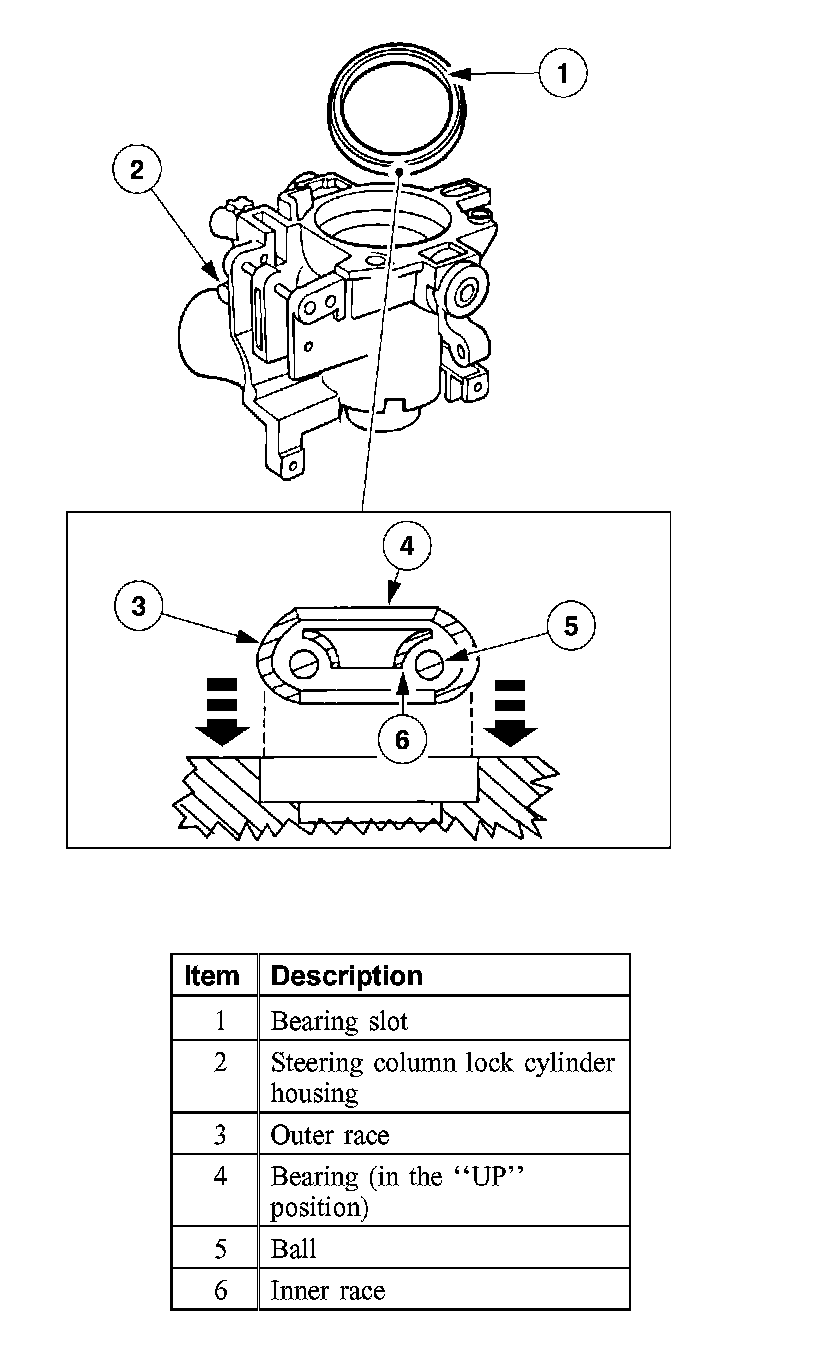 1
2
4
3
5
6
Item Description
1 Bearing slot
2 Steering column lock cylinder
housing
3 Outer race
4 Bearing (in the ‘‘UP’’
position)
5 Ball
6 Inner race